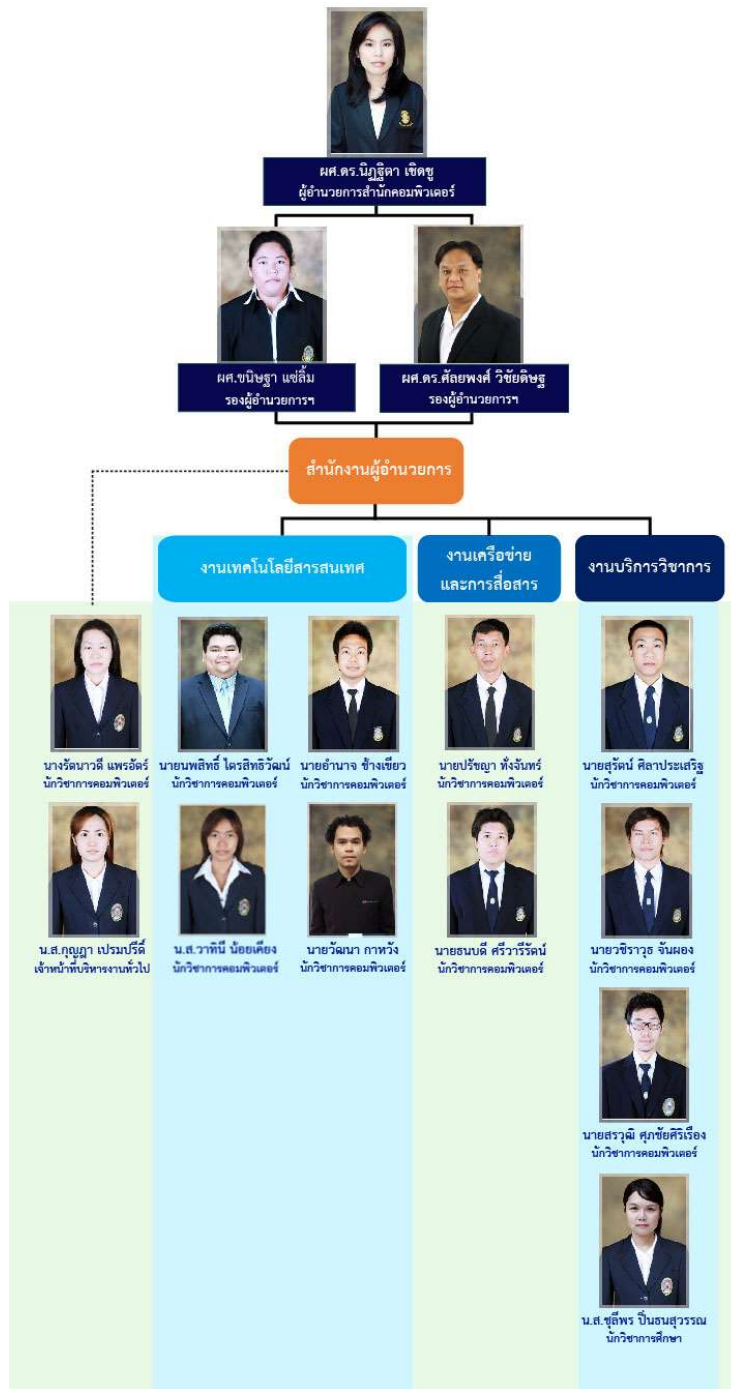 ผศ.ดร.นิฏฐิตา เชิดชู
ผู้อำนวยการสำนักคอมพิวเตอร์
ผศ.ขนิษฐา แซ่ลิ้ม
รองผู้อำนวยการฯ
ผศ.ดร.ศัลยพงศ์ วิชัยดิษฐ
รองผู้อำนวยการฯ
สำนักงานผู้อำนวยการ
งานเทคโนโลยีสารสนเทศ
งานเครือข่าย
และการสื่อสาร
งานบริการวิชาการ
นางรัตนาวดี แพรอัตร์
นักวิชาการคอมพิวเตอร์
นายนพสิทธิ์ ไตรสิทธิวัฒน์
นักวิชาการคอมพิวเตอร์
นายอำนาจ ช้างเขียว
นักวิชาการคอมพิวเตอร์
นายปรัชญา ทั่งจันทร์
นักวิชาการคอมพิวเตอร์
นายสุรัตน์ ศิลาประเสริฐ
นักวิชาการคอมพิวเตอร์
น.ส.กุญฎา เปรมปรีดิ์
เจ้าหน้าที่บริหารงานทั่วไป
น.ส.วาทินี น้อยเคียง
นักวิชาการคอมพิวเตอร์
นายวัฒนา กาหวัง
นักวิชาการคอมพิวเตอร์
นายธนบดี ศรีวารีรัตน์
นักวิชาการคอมพิวเตอร์
นายวชิราวุธ จันผอง
นักวิชาการคอมพิวเตอร์
นายสรวุฒิ ศุภชัยศิริเรือง
นักวิชาการคอมพิวเตอร์
น.ส.ชุลีพร ปิ่นธนสุวรรณ
นักวิชาการศึกษา